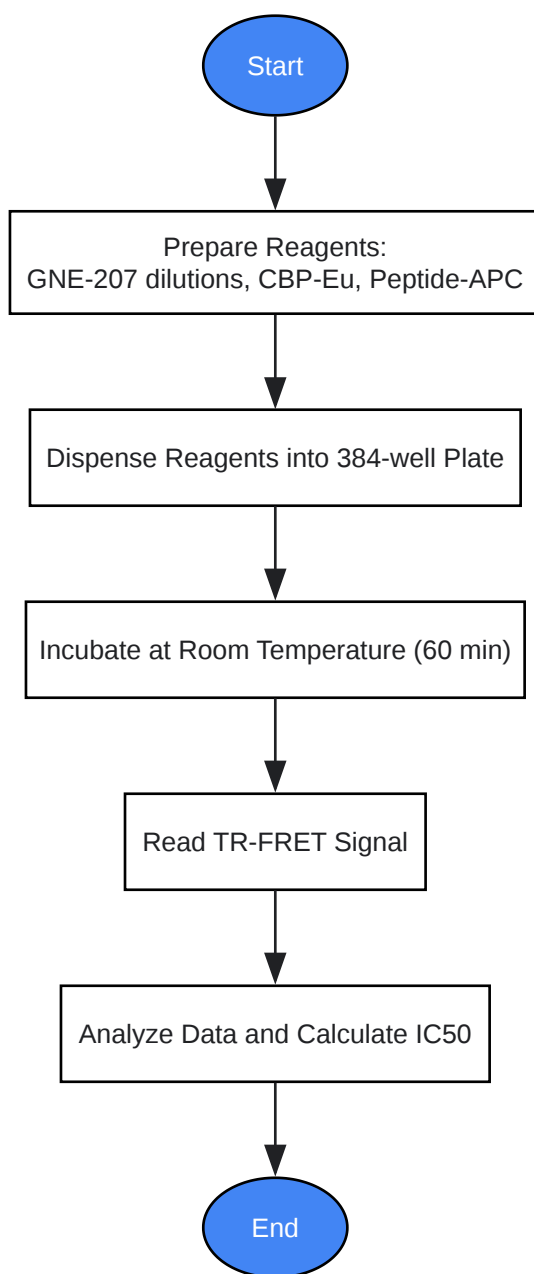 Start
Prepare Reagents:
GNE-207 dilutions, CBP-Eu, Peptide-APC
Dispense Reagents into 384-well Plate
Incubate at Room Temperature (60 min)
Read TR-FRET Signal
Analyze Data and Calculate IC50
End